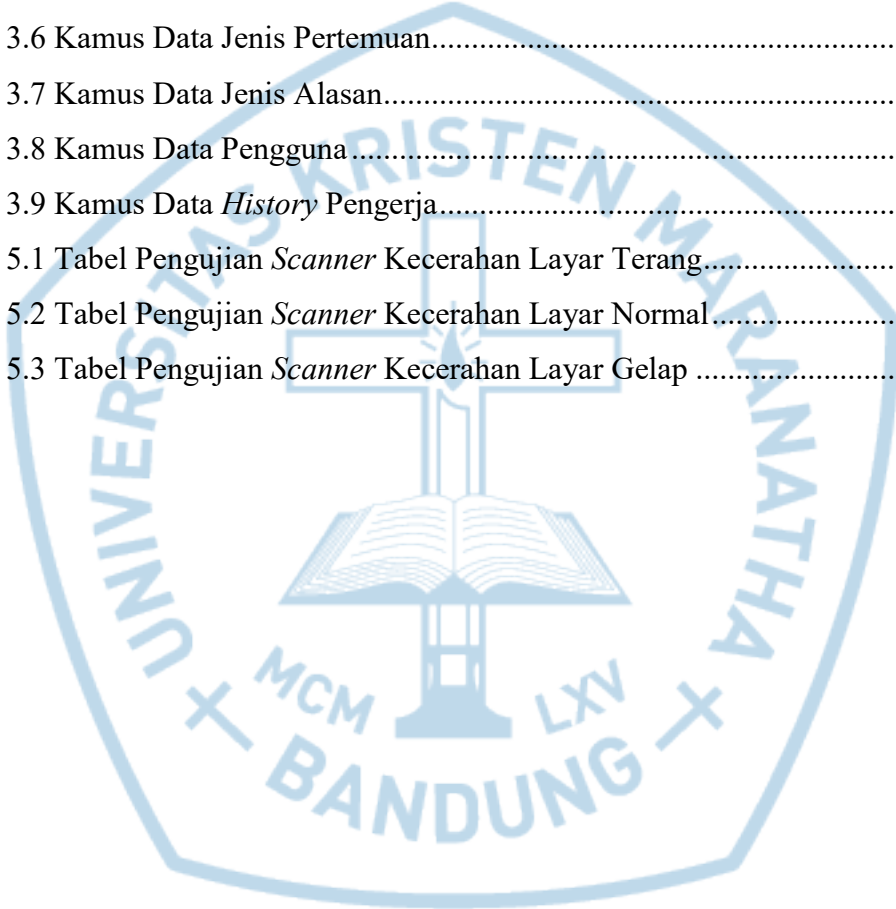 3.6 Kamus Data Jenis Pertemuan........................................................
3.7 Kamus Data Jenis Alasan..............................................................
3.8 Kamus Data Pengguna..................................................................
3.9 Kamus Data History Pengerja.......................................................
5.1 Tabel Pengujian Scanner Kecerahan Layar Terang.......................
5.2 Tabel Pengujian Scanner Kecerahan Layar Normal......................
5.3 Tabel Pengujian Scanner Kecerahan Layar Gelap ........................
UNIVERSITAS KRISTEN MARANATHA
MCM LXV
BANDUNG